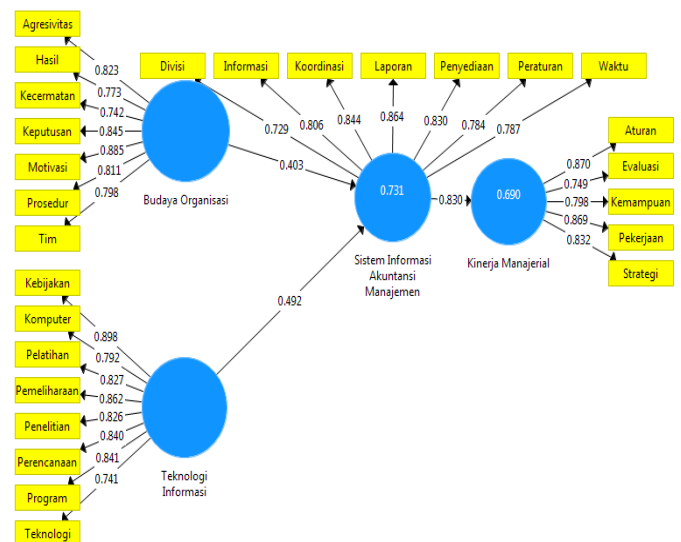 Agresivitas
Hasil
Kecermatan
Keputusan
Motivasi
Prosedur
Tim
0.823
0.773
0.742
0.845
0.885
0.811
0.798
Budaya Organisasi
Divisi
Informasi
Koordinasi
Laporan
Penyediaan
Peraturan
Waktu
0.729
0.806
0.844
0.864
0.830
0.784
0.787
0.403
0.731
Sistem Informasi
Akuntansi
Manajemen
0.830
0.690
Kinerja Manajerial
0.870
0.749
0.798
0.869
0.832
Aturan
Evaluasi
Kemampuan
Pekerjaan
Strategi
0.492
Kebijakan
Komputer
Pelatihan
Pemeliharaan
Penelitian
Perencanaan
Program
Teknologi
0.898
0.792
0.827
0.862
0.826
0.840
0.841
0.741
Teknologi
Informasi